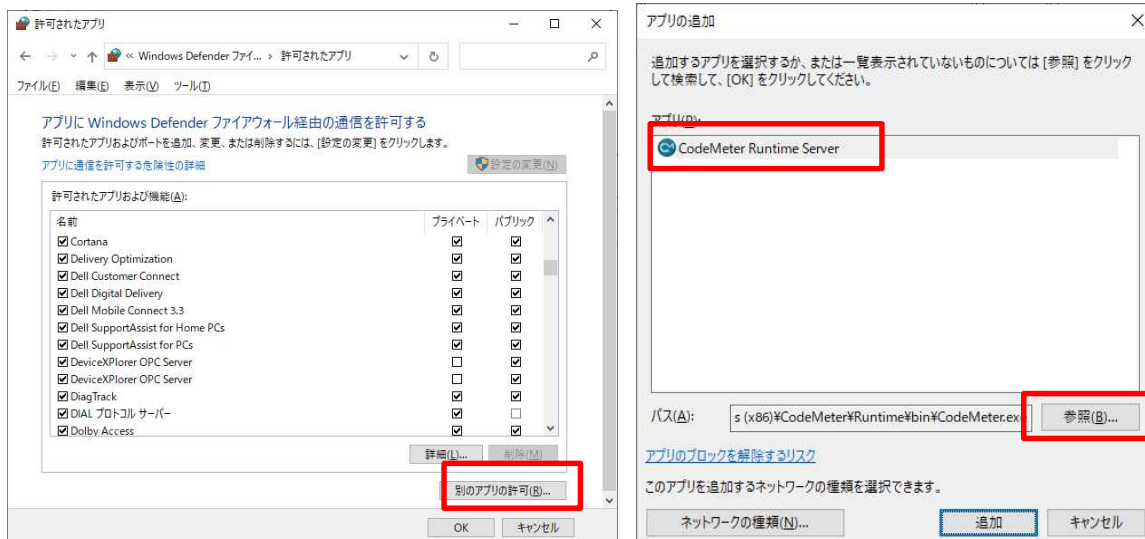 許可されたアプリ
« Windows Defender ファイ... › 許可されたアプリ
ファイル(F) 編集(E) 表示(V) ツール(T)
アプリに Windows Defender ファイアウォール経由の通信を許可する
許可されたアプリおよびポートを追加、変更、または削除するには、[設定の変更] をクリックします。
アプリに通信を許可する危険性の詳細
設定の変更(N)
許可されたアプリおよび機能(A):
名前 プライベート パブリック
Cortana
Delivery Optimization
Dell Customer Connect
Dell Digital Delivery
Dell Mobile Connect 3.3
Dell SupportAssist for Home PCs
Dell SupportAssist for PCs
DeviceXPlorer OPC Server
DeviceXPlorer OPC Server
DiagTrack
DIAL プロトコル サーバー
Dolby Access
詳細(L)... 削除(M)
別のアプリの許可(R)...
OK キャンセル
アプリの追加
追加するアプリを選択するか、または一覧表示されていないものについては [参照] をクリック
して検索して、[OK] をクリックしてください。
アプリ(P):
CodeMeter Runtime Server
パス(A): s (x86)¥CodeMeter¥Runtime¥bin¥CodeMeter.exe 参照(B)...
アプリのブロックを解除するリスク
このアプリを追加するネットワークの種類を選択できます。
ネットワークの種類(N)... 追加 キャンセル